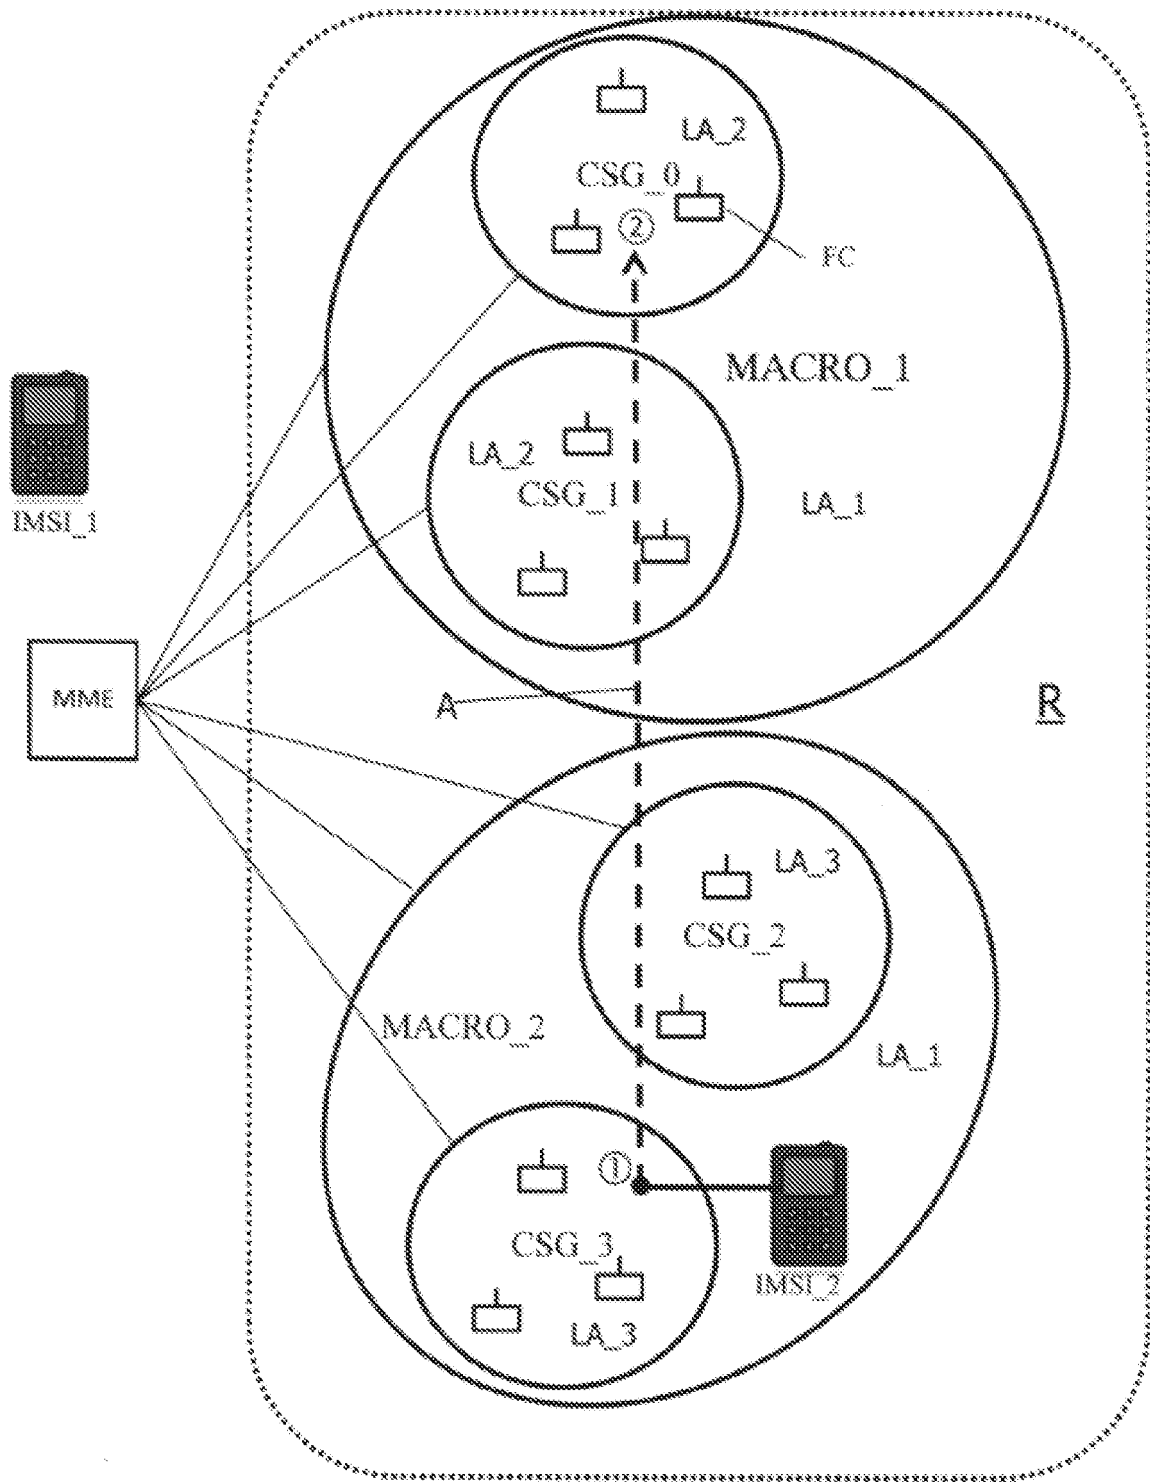 LA_2
CSG_0
②
FC
MACRO_1
LA_2
CSG_1
LA_1
IMSI_1
MME
A
R
LA_3
CSG_2
MACRO_2
LA_1
①
CSG_3
IMSI_2
LA_3